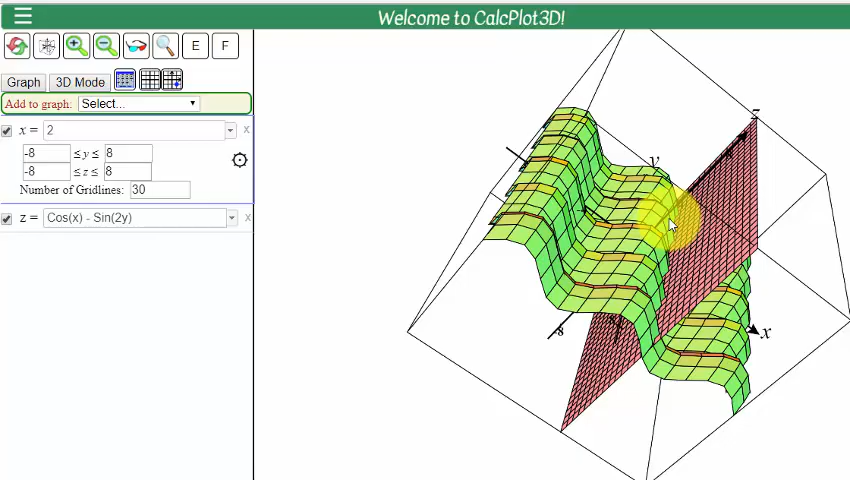 Welcome to CalcPlot3D!
E F
Graph 3D Mode
Add to graph: Select...
x = 2 x
-8 ≤ y ≤ 8
-8 ≤ z ≤ 8
Number of Gridlines: 30
z = Cos(x) - Sin(2y) x
z
y
-8
x